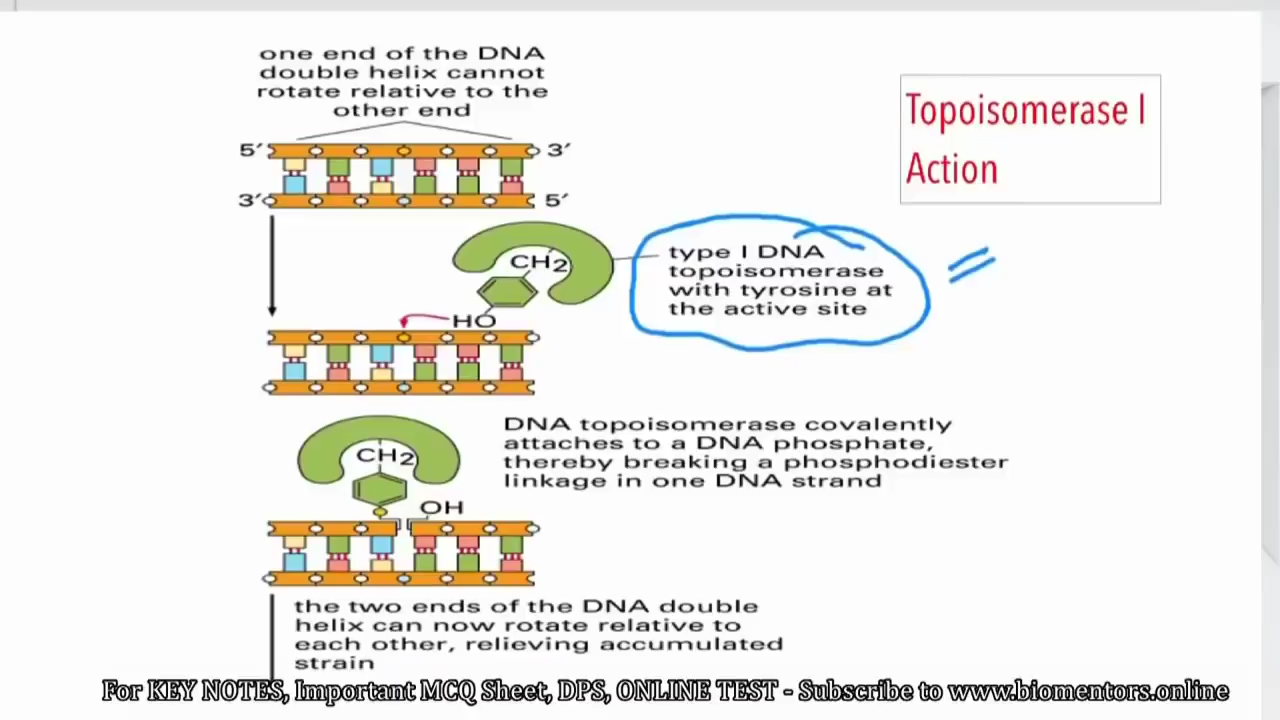 one end of the DNA
double helix cannot
rotate relative to the
other end
Topoisomerase I
Action
5′ 3′
3′ 5′
CH2
HO
type I DNA
topoisomerase
with tyrosine at
the active site
DNA topoisomerase covalently
attaches to a DNA phosphate,
thereby breaking a phosphodiester
linkage in one DNA strand
CH2
OH
the two ends of the DNA double
helix can now rotate relative to
each other, relieving accumulated
strain
For KEY NOTES, Important MCQ Sheet, DPS, ONLINE TEST - Subscribe to www.biomentors.online